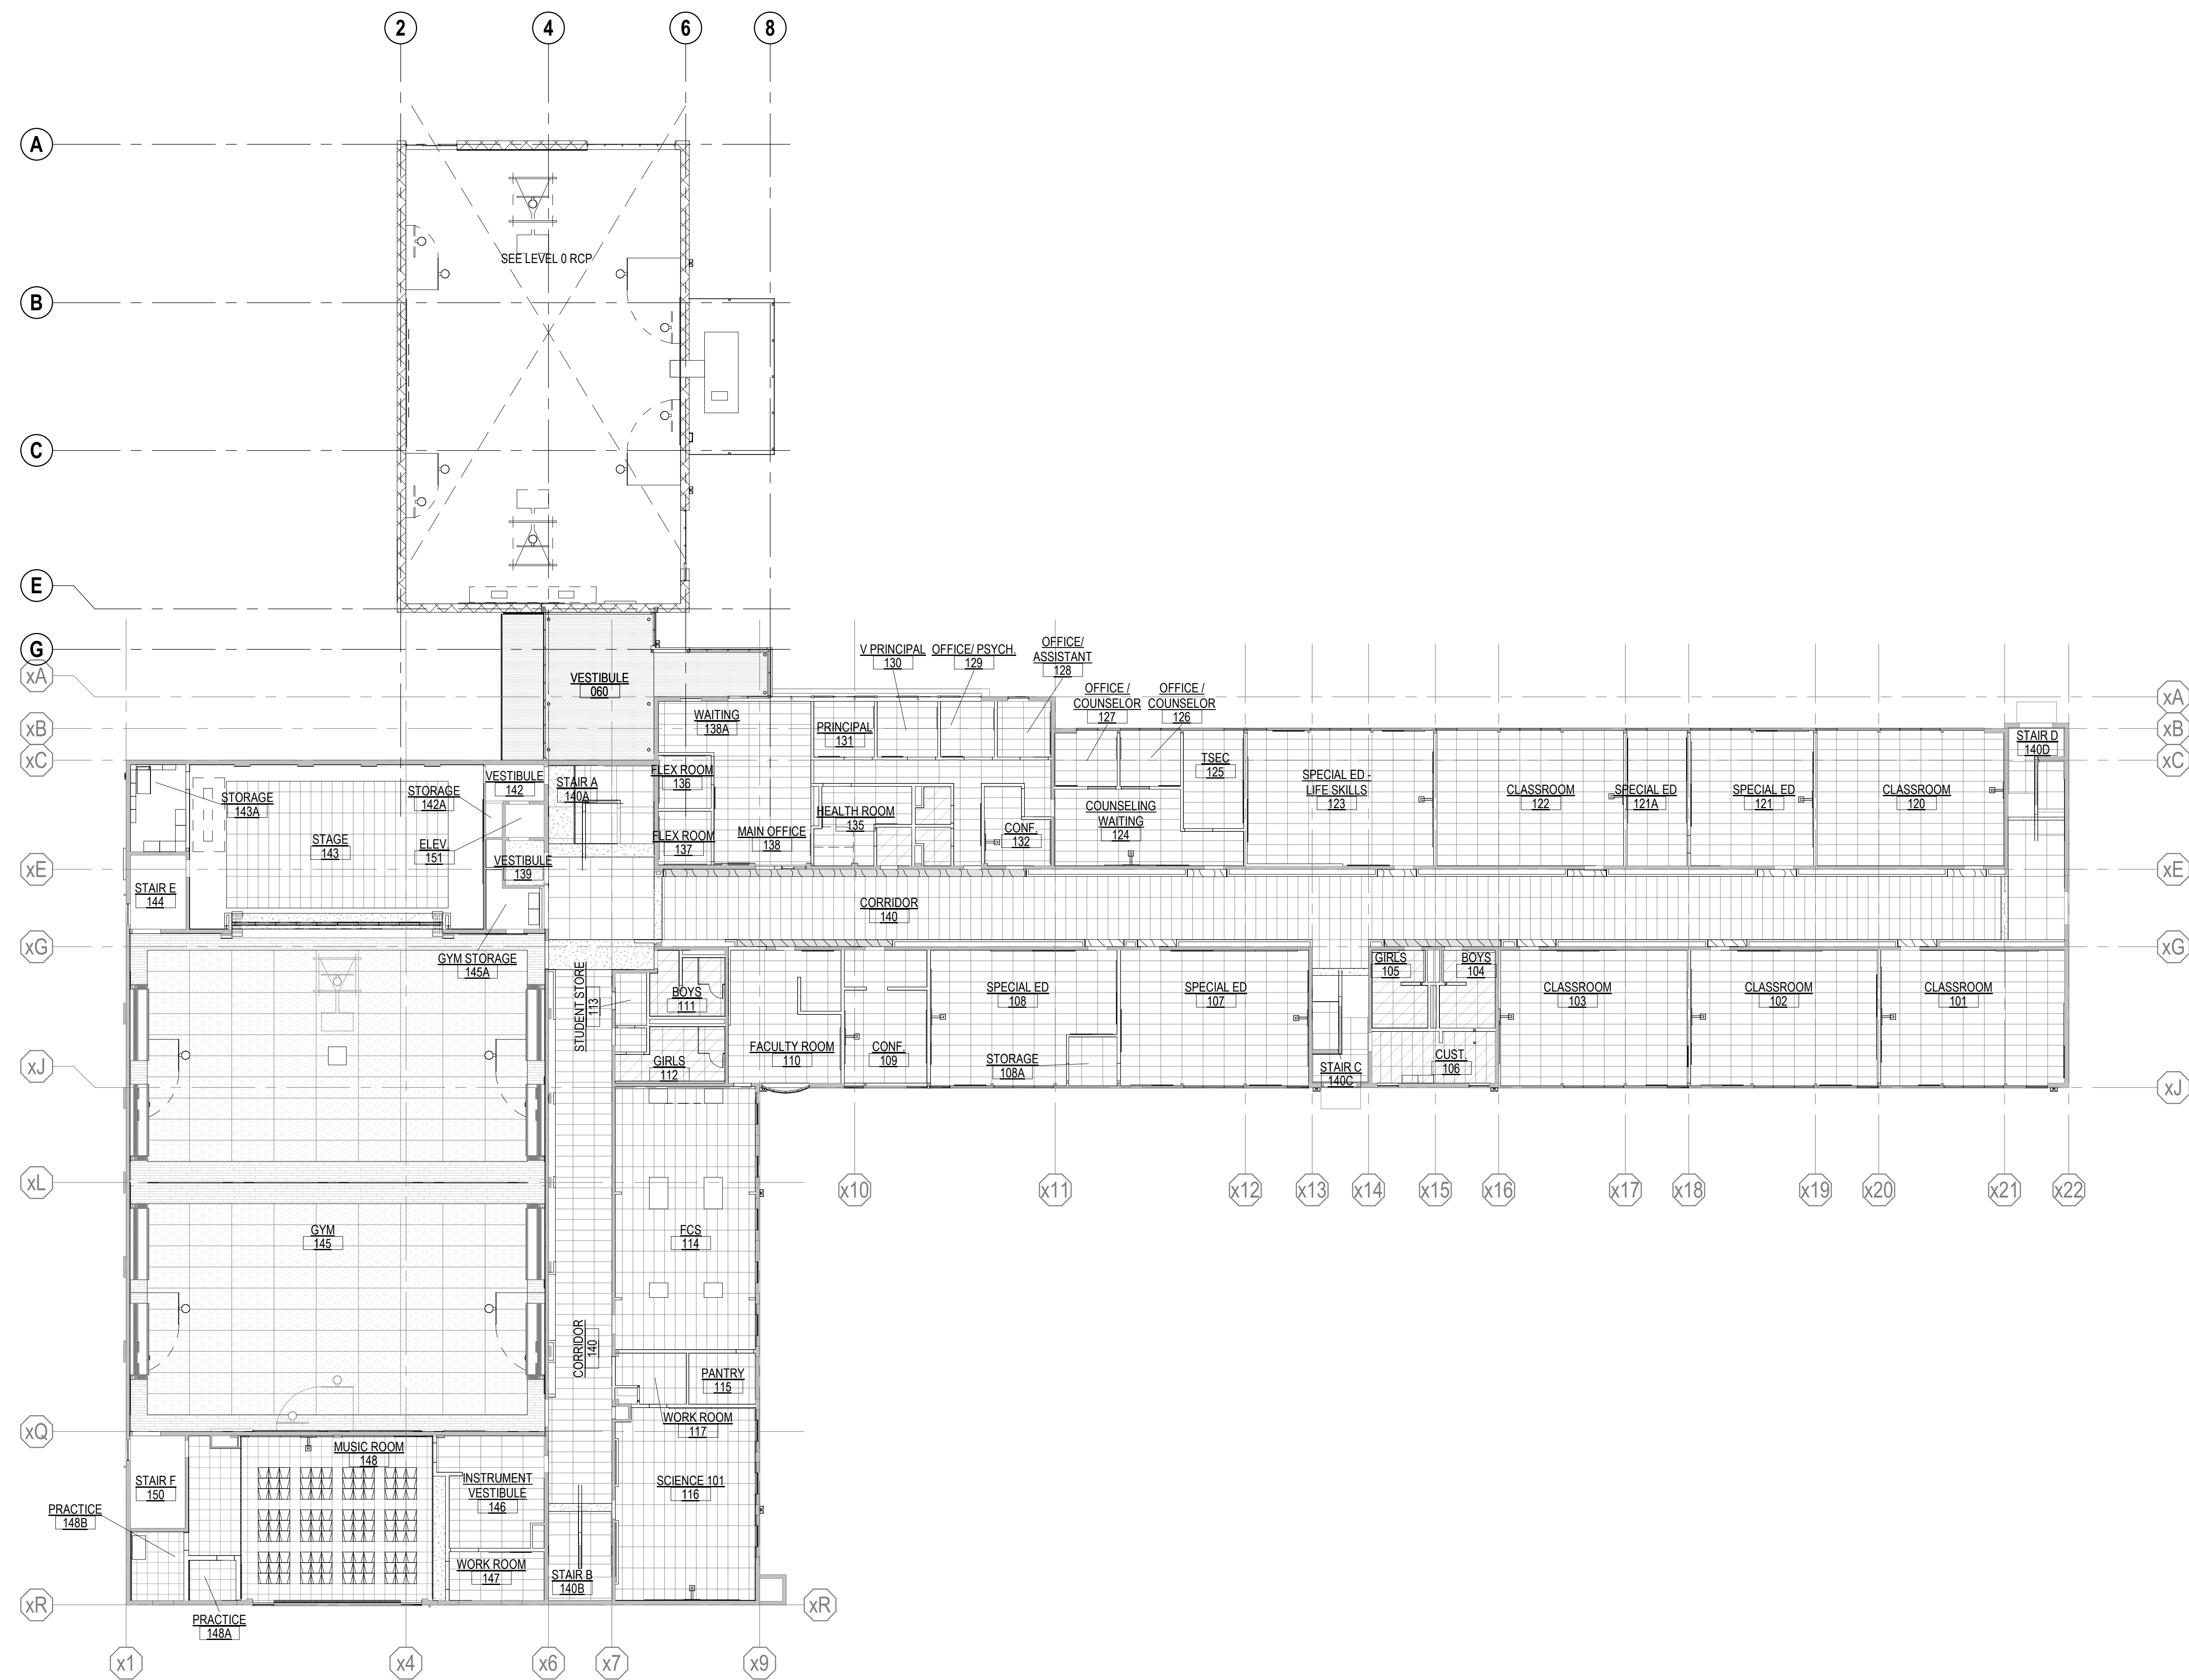 2
4
6
8
A
SEE LEVEL 0 RCP
B
C
E
G
xA
xB
xC
VESTIBULE
060
V PRINCIPAL
130
OFFICE/ PSYCH.
129
OFFICE/
ASSISTANT
128
OFFICE /
COUNSELOR
127
OFFICE /
COUNSELOR
126
xA
xB
xC
WAITING
138A
PRINCIPAL
131
STAIR D
140D
TSEC
125
FLEX ROOM
136
STAIR A
140A
VESTIBULE
142
STORAGE
142A
STORAGE
143A
SPECIAL ED -
LIFE SKILLS
123
CLASSROOM
122
SPECIAL ED
121A
SPECIAL ED
121
CLASSROOM
120
COUNSELING
WAITING
124
HEALTH ROOM
135
CONF.
132
MAIN OFFICE
138
FLEX ROOM
137
STAGE
143
ELEV.
151
VESTIBULE
139
xE
xE
STAIR E
144
CORRIDOR
140
xG
xG
GYM STORAGE
145A
STUDENT STORE
113
BOYS
111
GIRLS
105
BOYS
104
SPECIAL ED
108
SPECIAL ED
107
CLASSROOM
103
CLASSROOM
102
CLASSROOM
101
FACULTY ROOM
110
CONF.
109
GIRLS
112
STORAGE
108A
STAIR C
140C
CUST.
106
xJ
xJ
xL
x10
x11
x12
x13
x14
x15
x16
x17
x18
x19
x20
x21
x22
GYM
145
FCS
114
CORRIDOR
140
PANTRY
115
WORK ROOM
117
xQ
MUSIC ROOM
148
STAIR F
150
INSTRUMENT
VESTIBULE
146
SCIENCE 101
116
PRACTICE
148B
WORK ROOM
147
STAIR B
140B
PRACTICE
148A
xR
xR
x1
x4
x6
x7
x9